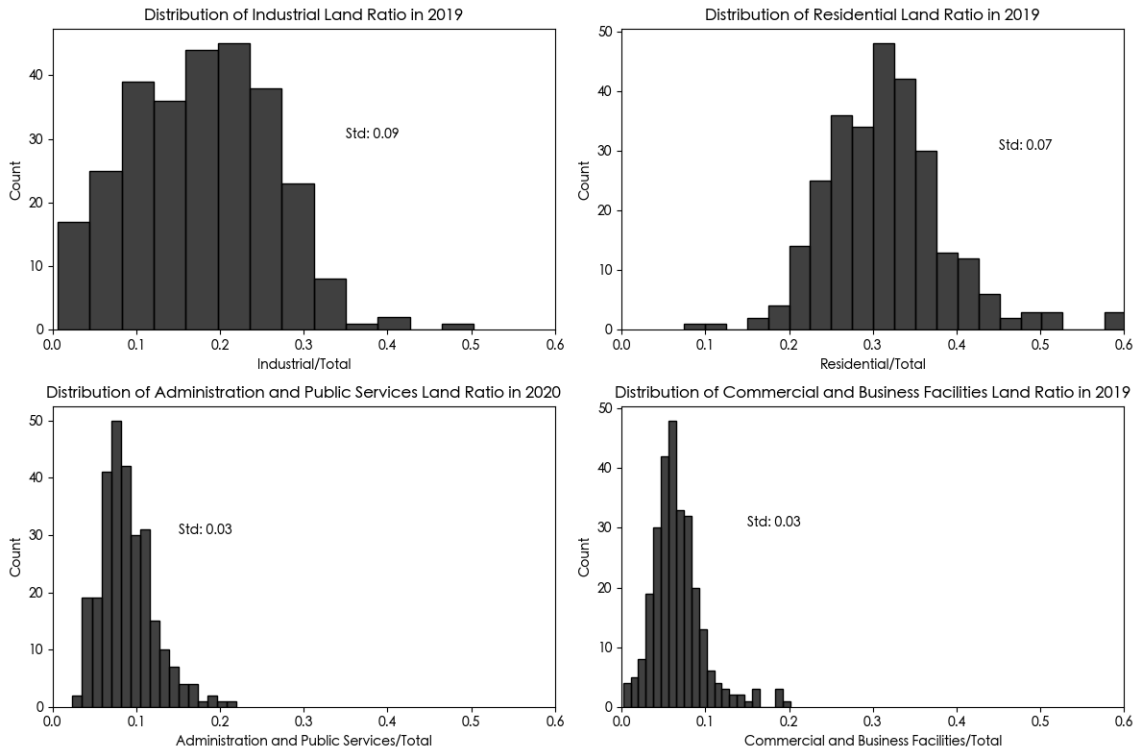 Distribution of Industrial Land Ratio in 2019
Count
40
30
20
10
0
Std: 0.09
0.0 0.1 0.2 0.3 0.4 0.5 0.6
Industrial/Total
Distribution of Residential Land Ratio in 2019
Count
50
40
30
20
10
0
Std: 0.07
0.0 0.1 0.2 0.3 0.4 0.5 0.6
Residential/Total
Distribution of Administration and Public Services Land Ratio in 2020
Count
50
40
30
20
10
0
Std: 0.03
0.0 0.1 0.2 0.3 0.4 0.5 0.6
Administration and Public Services/Total
Distribution of Commercial and Business Facilities Land Ratio in 2019
Count
50
40
30
20
10
0
Std: 0.03
0.0 0.1 0.2 0.3 0.4 0.5 0.6
Commercial and Business Facilities/Total